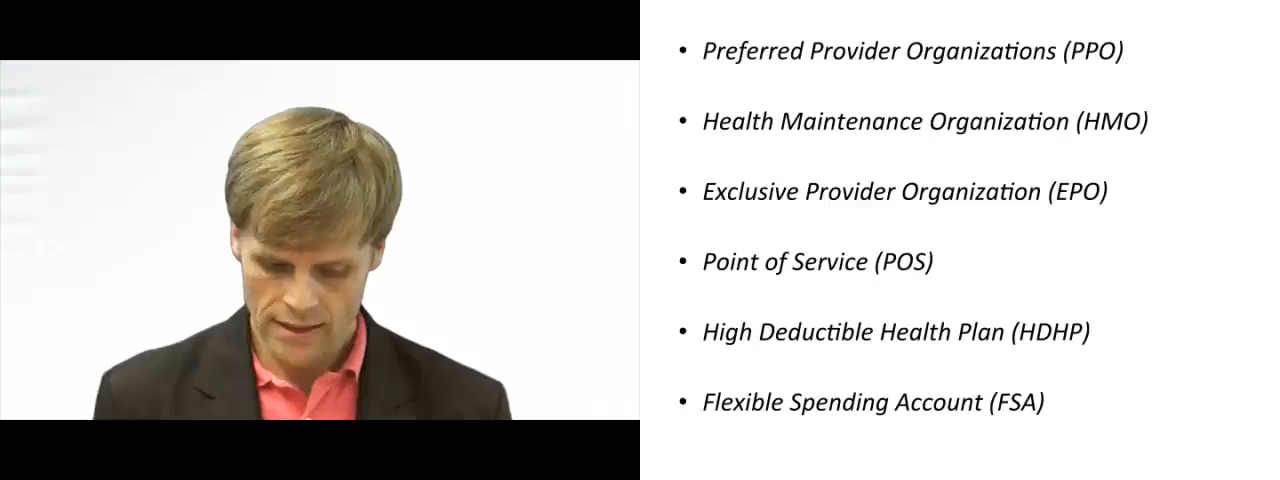 • Preferred Provider Organizations (PPO)
• Health Maintenance Organization (HMO)
• Exclusive Provider Organization (EPO)
• Point of Service (POS)
• High Deductible Health Plan (HDHP)
• Flexible Spending Account (FSA)